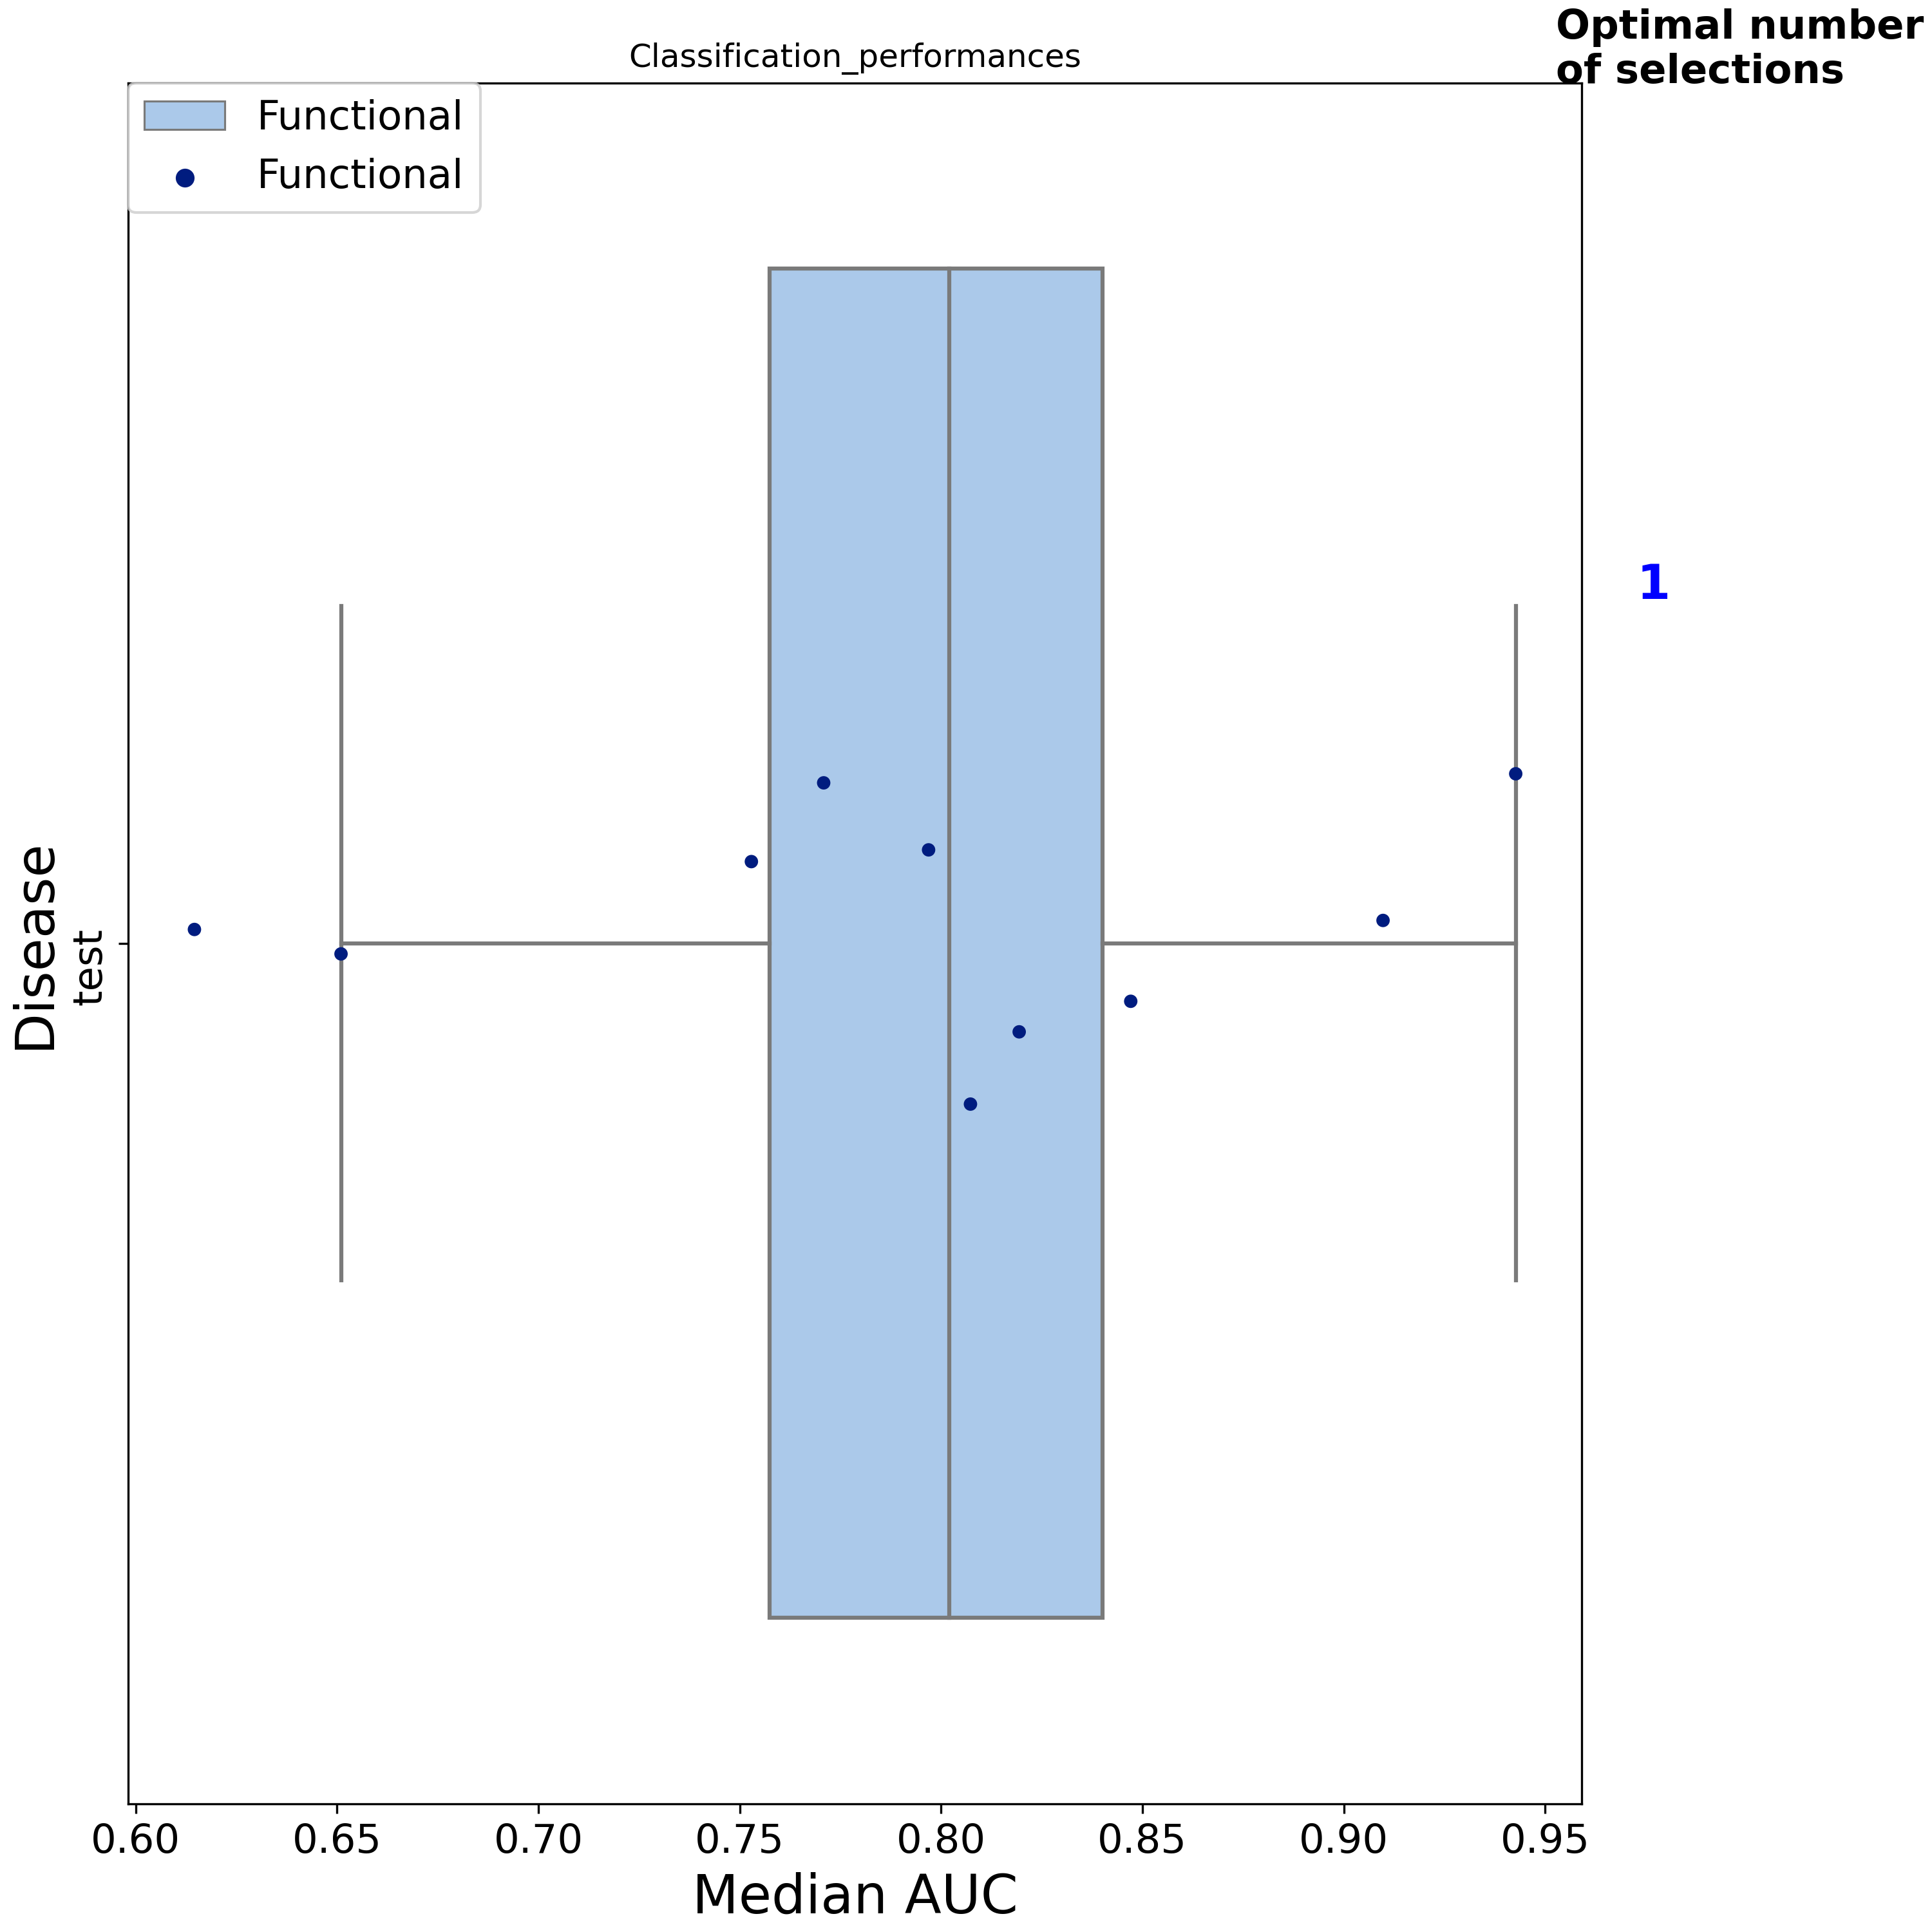 Optimal number
of selections
Classification_performances
Functional
Functional
1
Disease
test
0.60 0.65 0.70 0.75 0.80 0.85 0.90 0.95
Median AUC